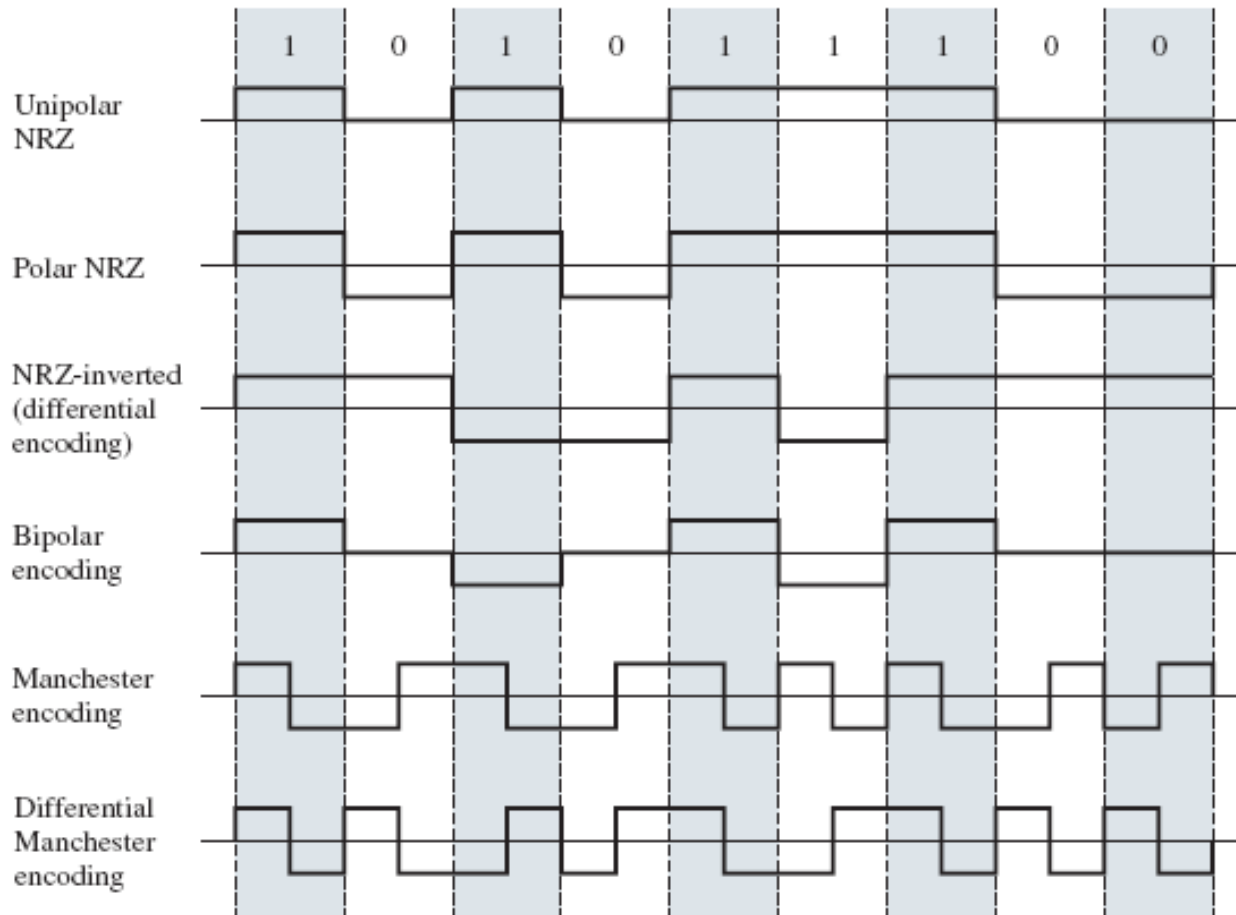 1 0 1 0 1 1 1 0 0
Unipolar
NRZ
Polar NRZ
NRZ-inverted
(differential
encoding)
Bipolar
encoding
Manchester
encoding
Differential
Manchester
encoding